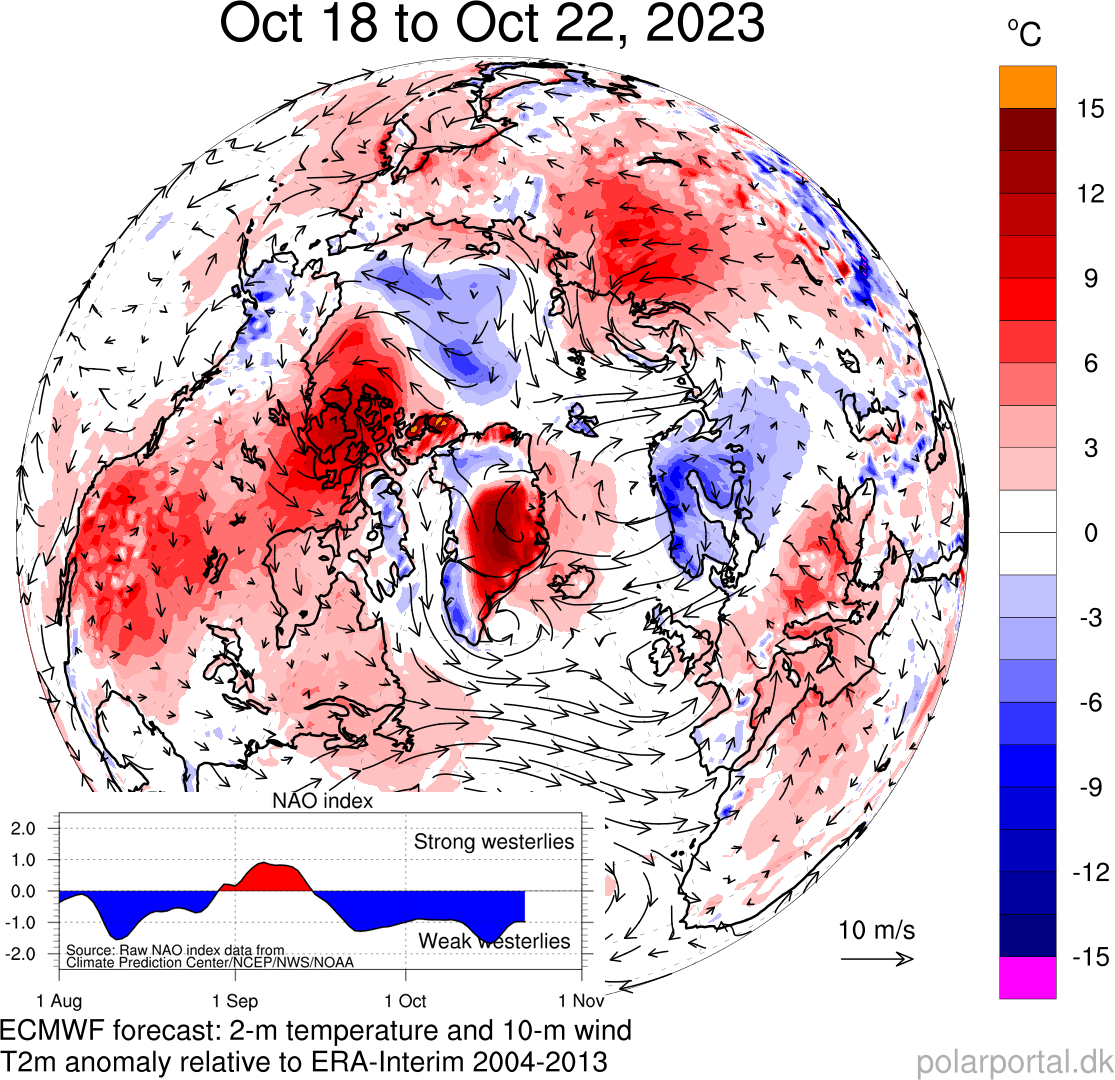 Oct 18 to Oct 22, 2023
°C
15
12
9
6
3
0
-3
-6
-9
-12
-15
10 m/s
NAO index
2.0
1.0
0.0
-1.0
-2.0
Strong westerlies
Weak westerlies
Source: Raw NAO index data from
Climate Prediction Center/NCEP/NWS/NOAA
1 Aug
1 Sep
1 Oct
1 Nov
ECMWF forecast: 2-m temperature and 10-m wind
T2m anomaly relative to ERA-Interim 2004-2013
polarportal.dk